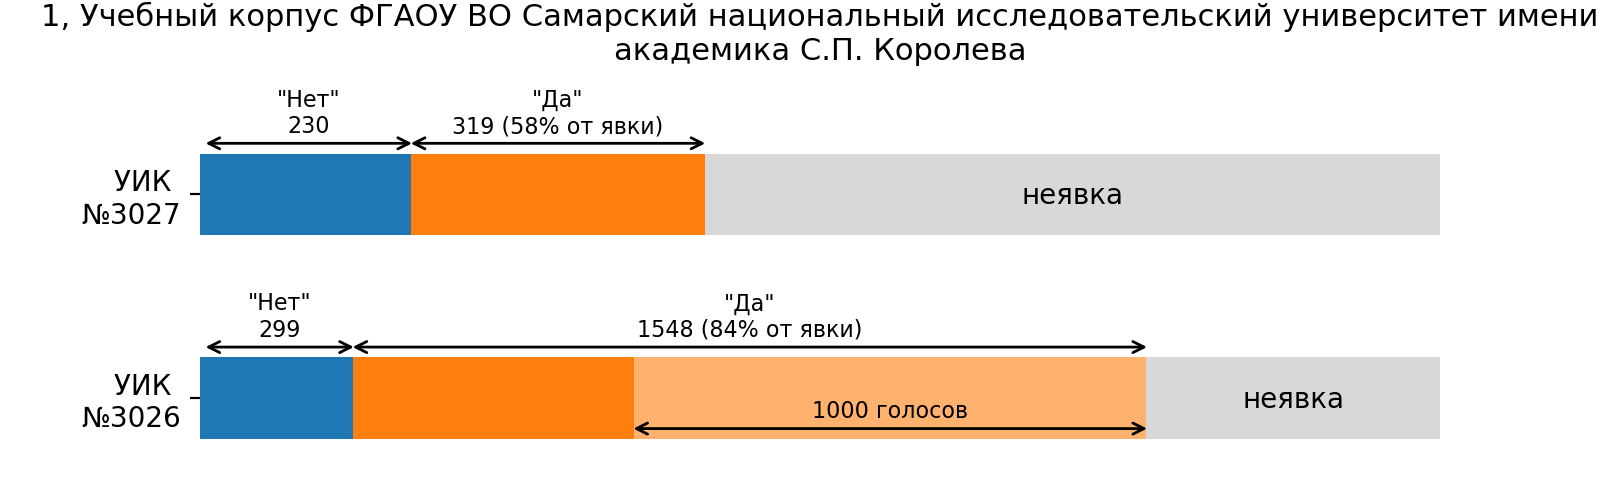 1, Учебный корпус ФГАОУ ВО Самарский национальный исследовательский университет имени
академика С.П. Королева
"Нет"
230
"Да"
319 (58% от явки)
УИК
№3027
неявка
"Нет"
299
"Да"
1548 (84% от явки)
УИК
№3026
1000 голосов
неявка